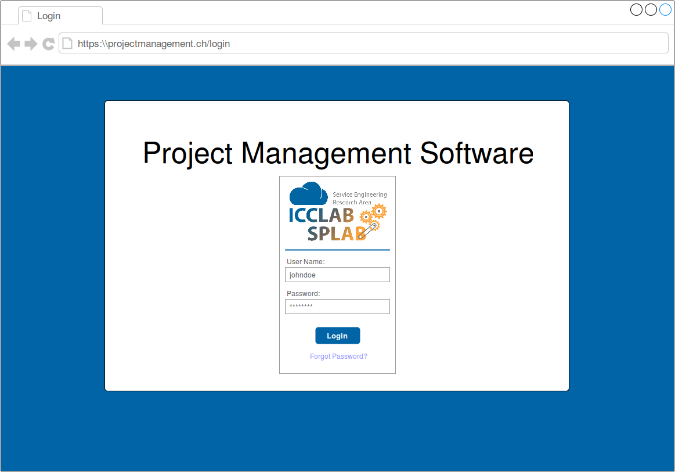 Login
https:\\projectmanagement.ch/login
Project Management Software
Service Engineering
Research Area
ICCLAB
SPLAB
User Name:
johndoe
Password:
********
Login
Forgot Password?